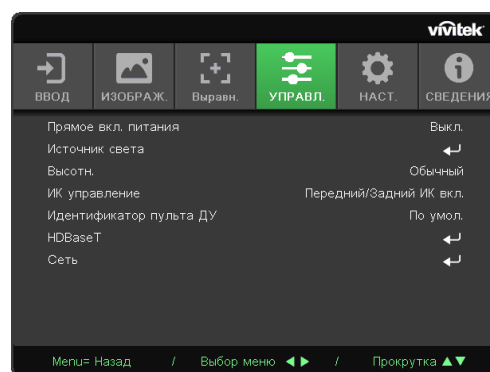 vivitek
ВВОД ИЗОБРАЖ. Выравн. УПРАВЛ. НАСТ. СВЕДЕНИЯ
Прямое вкл. питания Выкл.
Источник света
Высотн. Обычный
ИК управление Передний/Задний ИК вкл.
Идентификатор пульта ДУ По умол.
HDBaseT
Сеть
Menu= Назад / Выбор меню ◀ ▶ / Прокрутка ▲▼